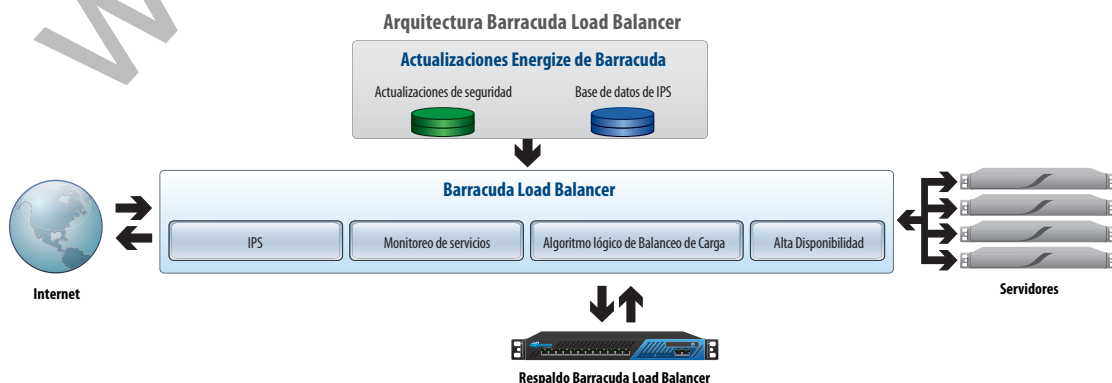 Arquitectura Barracuda Load Balancer
Actualizaciones Energize de Barracuda
Actualizaciones de seguridad
Base de datos de IPS
Barracuda Load Balancer
IPS
Monitoreo de servicios
Algoritmo lógico de Balanceo de Carga
Alta Disponibilidad
Internet
Servidores
Respaldo Barracuda Load Balancer